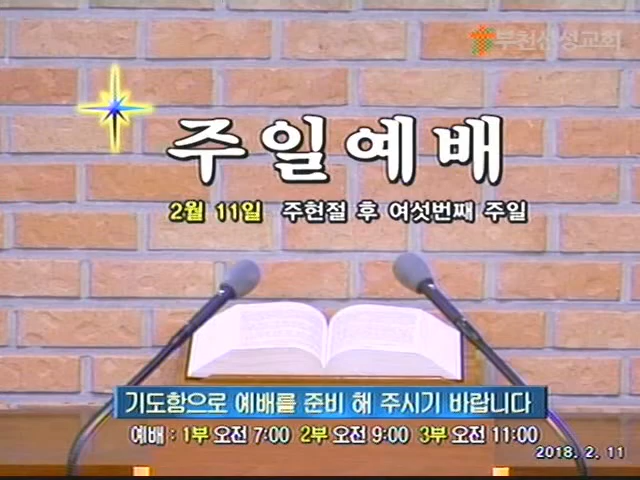 부천산성교회
주일예배
2월 11일 주현절 후 여섯번째 주일
기도함으로 예배를 준비 해 주시기 바랍니다
예배 : 1부 오전 7:00 2부 오전 9:00 3부 오전 11:00
2018. 2. 11